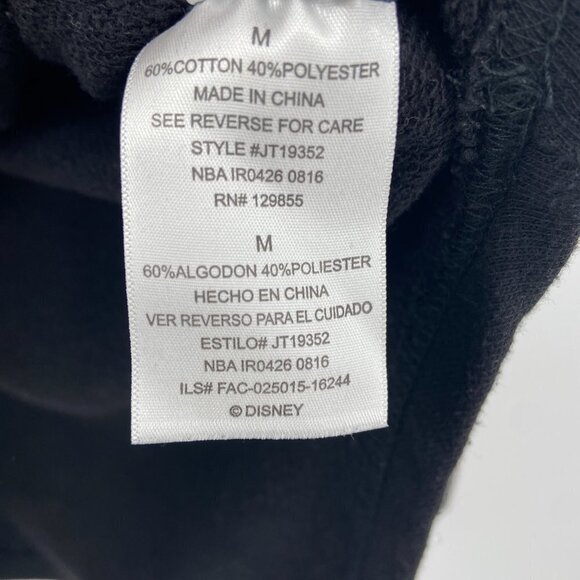 M
60%COTTON 40%POLYESTER
MADE IN CHINA
SEE REVERSE FOR CARE
STYLE #JT19352
NBA IR0426 0816
RN# 129855
M
60%ALGODON 40%POLIESTER
HECHO EN CHINA
VER REVERSO PARA EL CUIDADO
ESTILO# JT19352
NBA IR0426 0816
ILS# FAC-025015-16244
© DISNEY